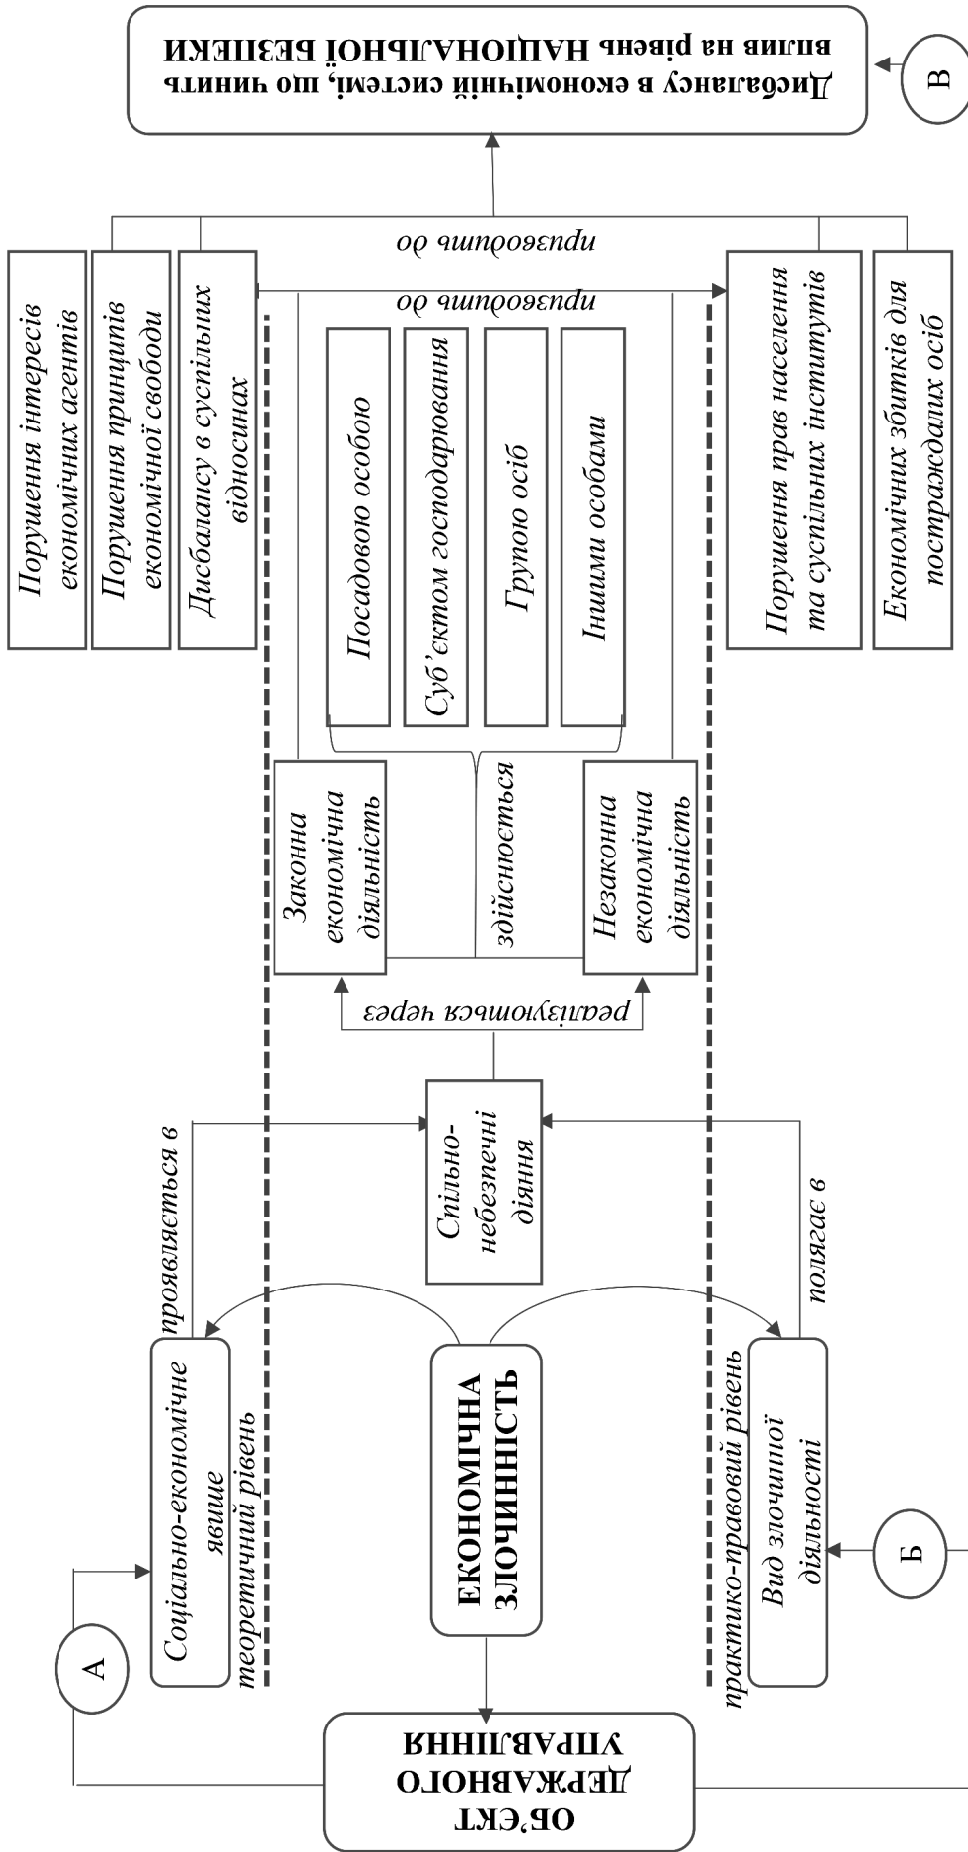 ОБ’ЄКТ
ДЕРЖАВНОГО
УПРАВЛІННЯ
А
Соціально-економічне
явише
теоретичний рівень
проявляється в
ЕКОНОМІЧНА
ЗЛОЧИННІСТЬ
практико-правовий рівень
Вид злочинної
діяльності
полягає в
Б
Спільно-
небезпечні
діяння
реалізуються через
Законна
економічна
діяльність
здійснюється
Незаконна
економічна
діяльність
Посадовою особою
Суб’єктом господарювання
Групою осіб
Іншими особами
призводить до
Порушення інтересів
економічних агентів
Порушення принципів
економічної свободи
Дисбалансу в суспільних
відносинах
Порушення прав населення
та суспільних інститутів
Економічних збитків для
постраждалих осіб
призводить до
Дисбалансу в економічній системі, що чинить
вплив на рівень НАЦІОНАЛЬНОЇ БЕЗПЕКИ
В